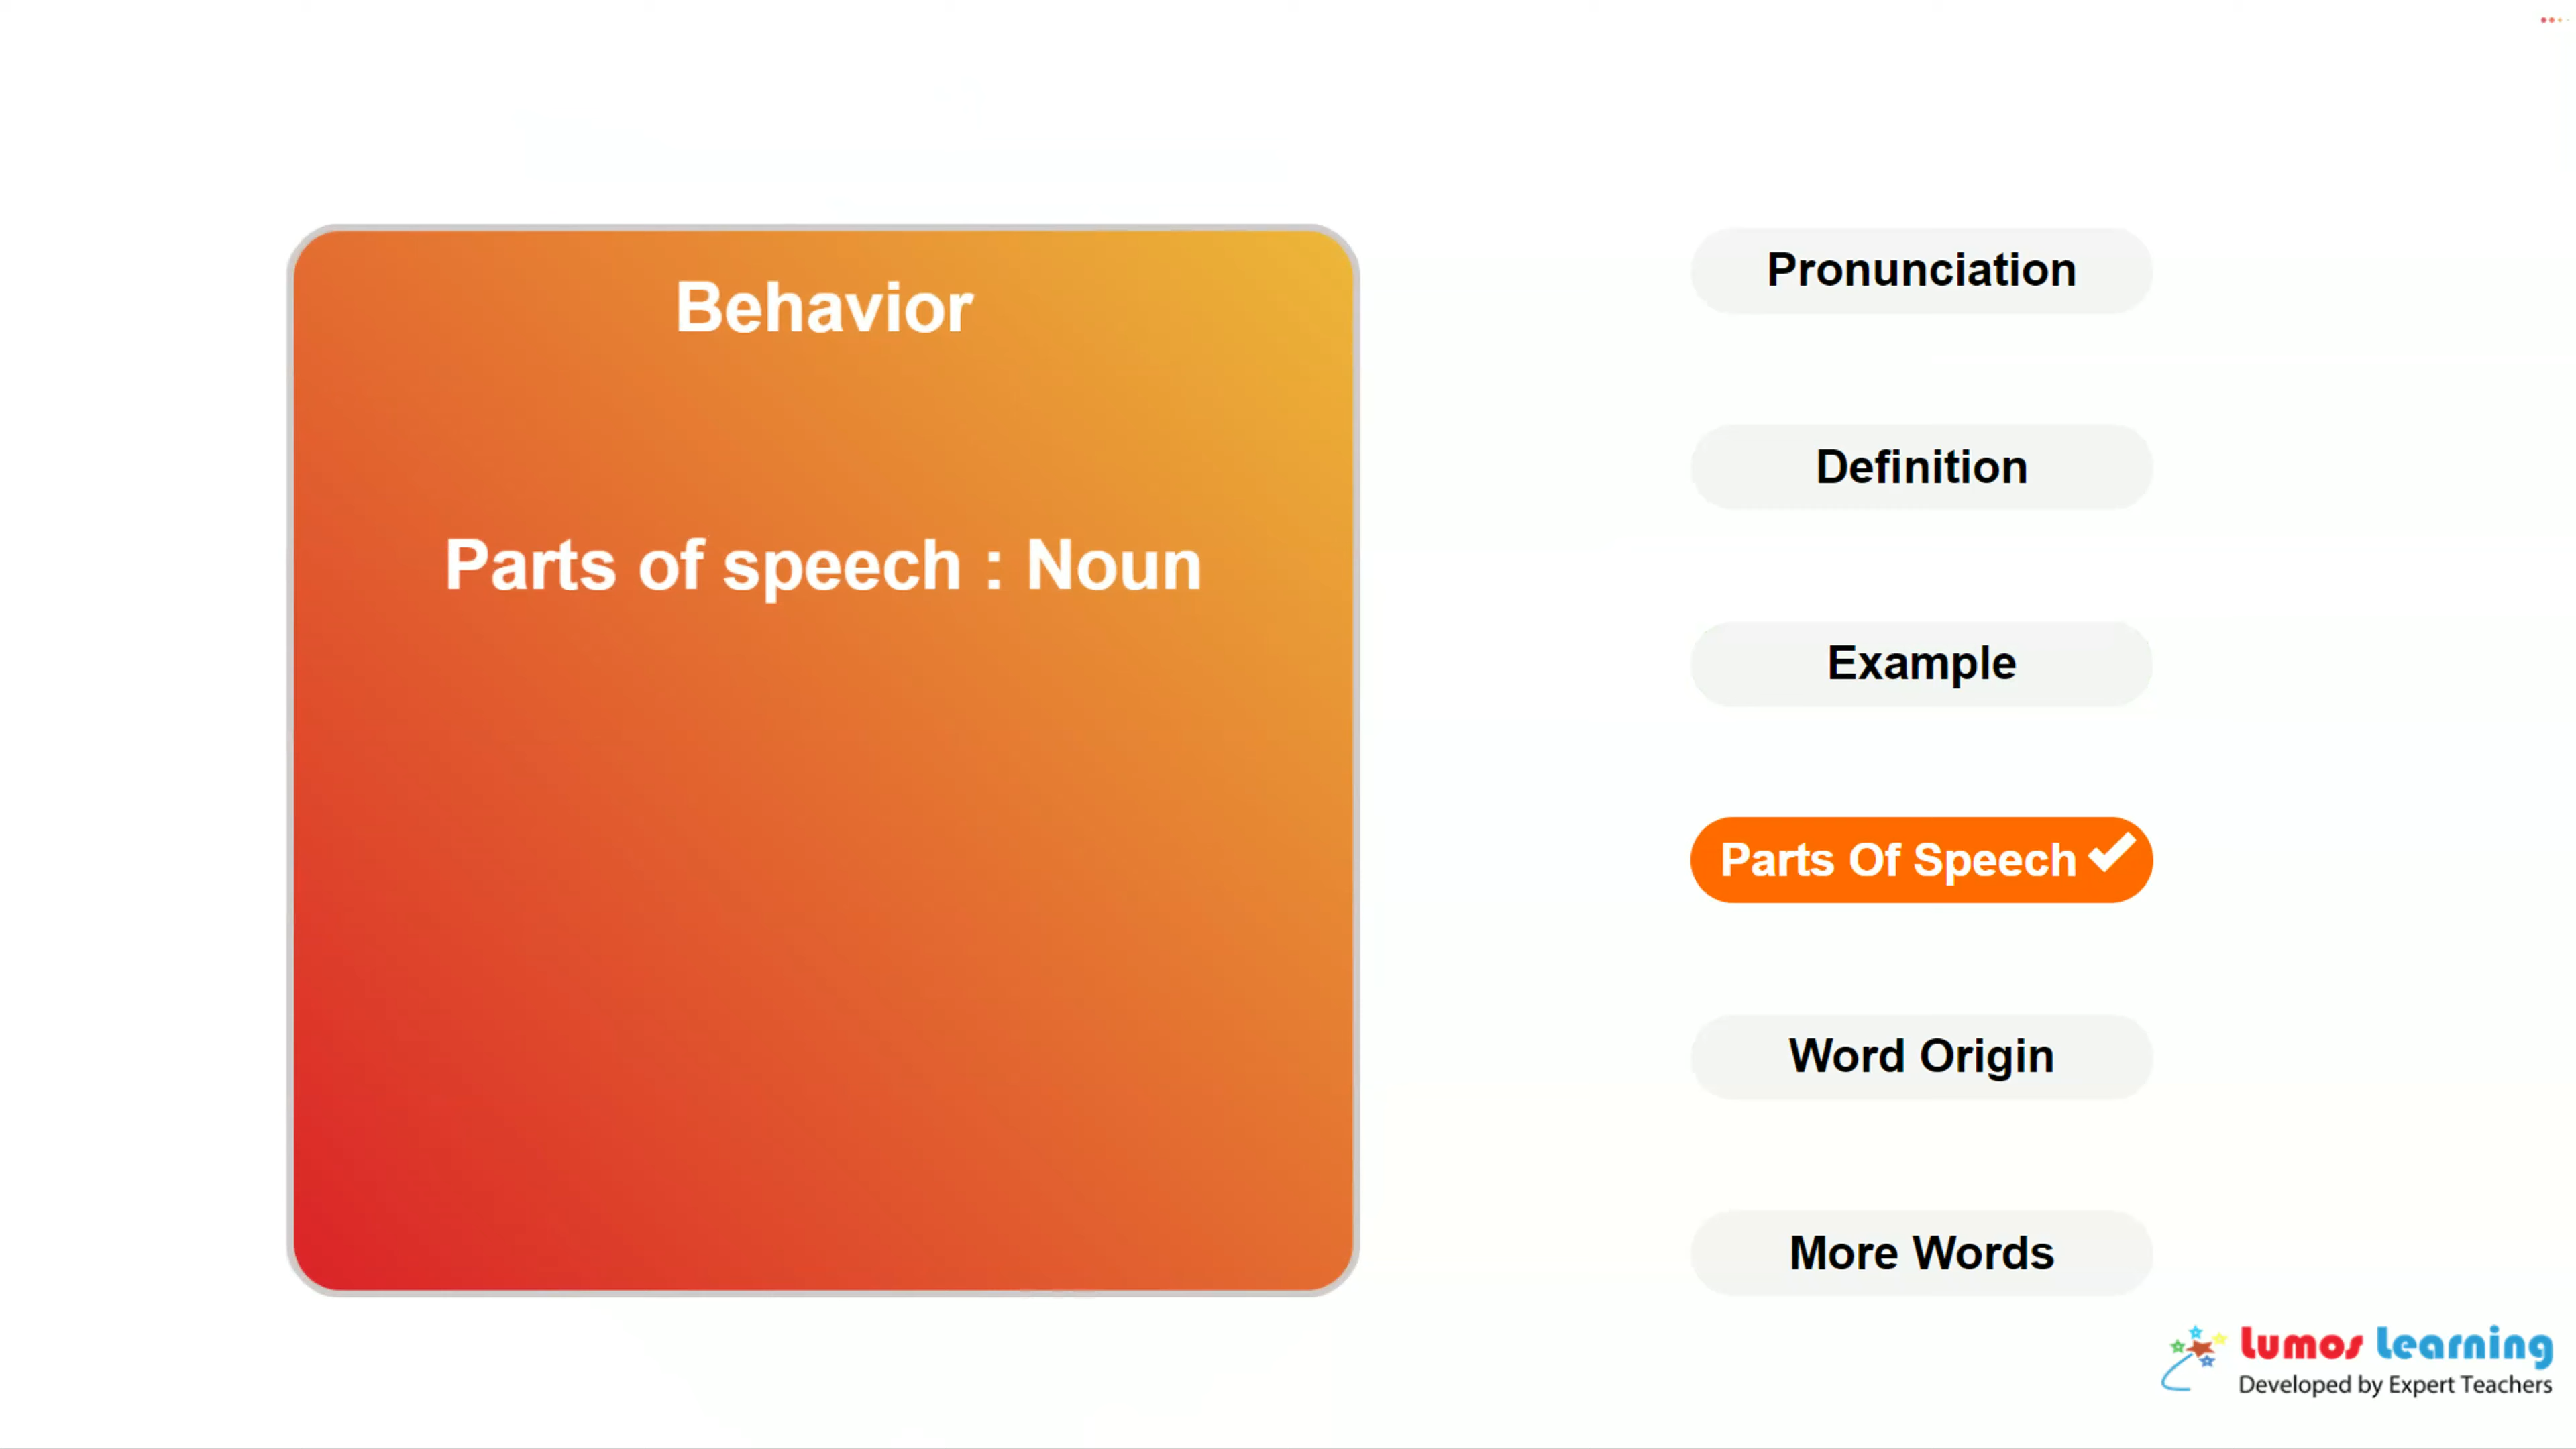 Behavior
Parts of speech : Noun
Pronunciation
Definition
Example
Parts Of Speech
Word Origin
More Words
Lumos Learning
Developed by Expert Teachers